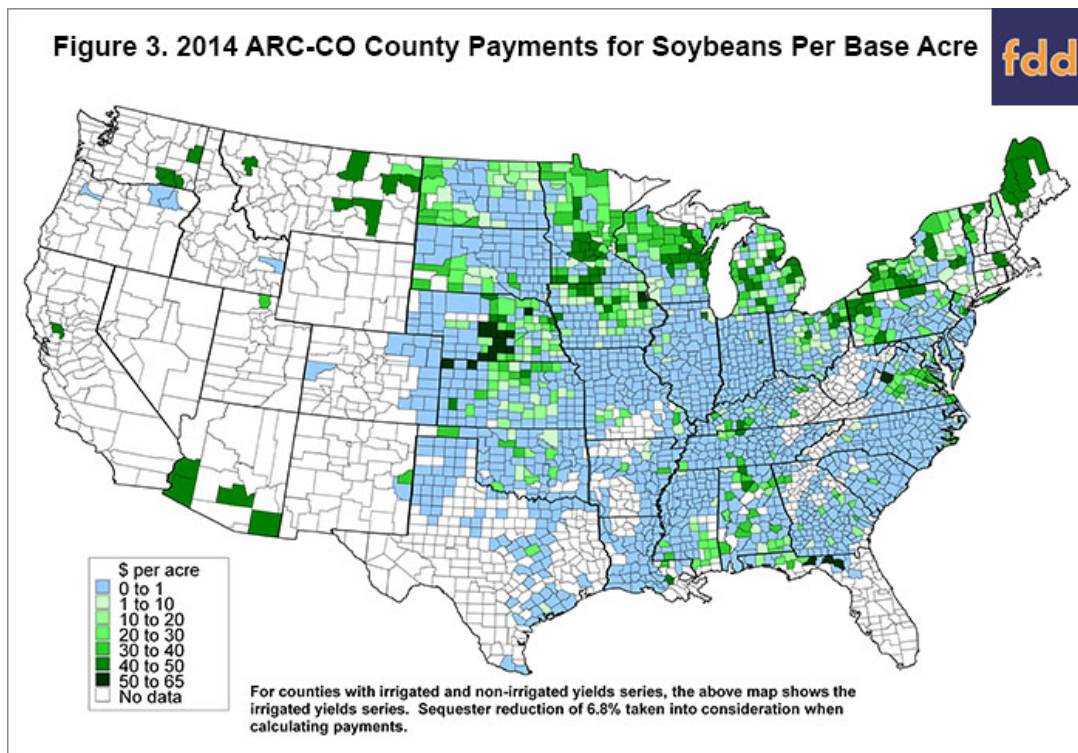 Figure 3. 2014 ARC-CO County Payments for Soybeans Per Base Acre
fdd
$ per acre
0 to 1
1 to 10
10 to 20
20 to 30
30 to 40
40 to 50
50 to 65
No data
For counties with irrigated and non-irrigated yields series, the above map shows the
irrigated yields series.  Sequester reduction of 6.8% taken into consideration when
calculating payments.